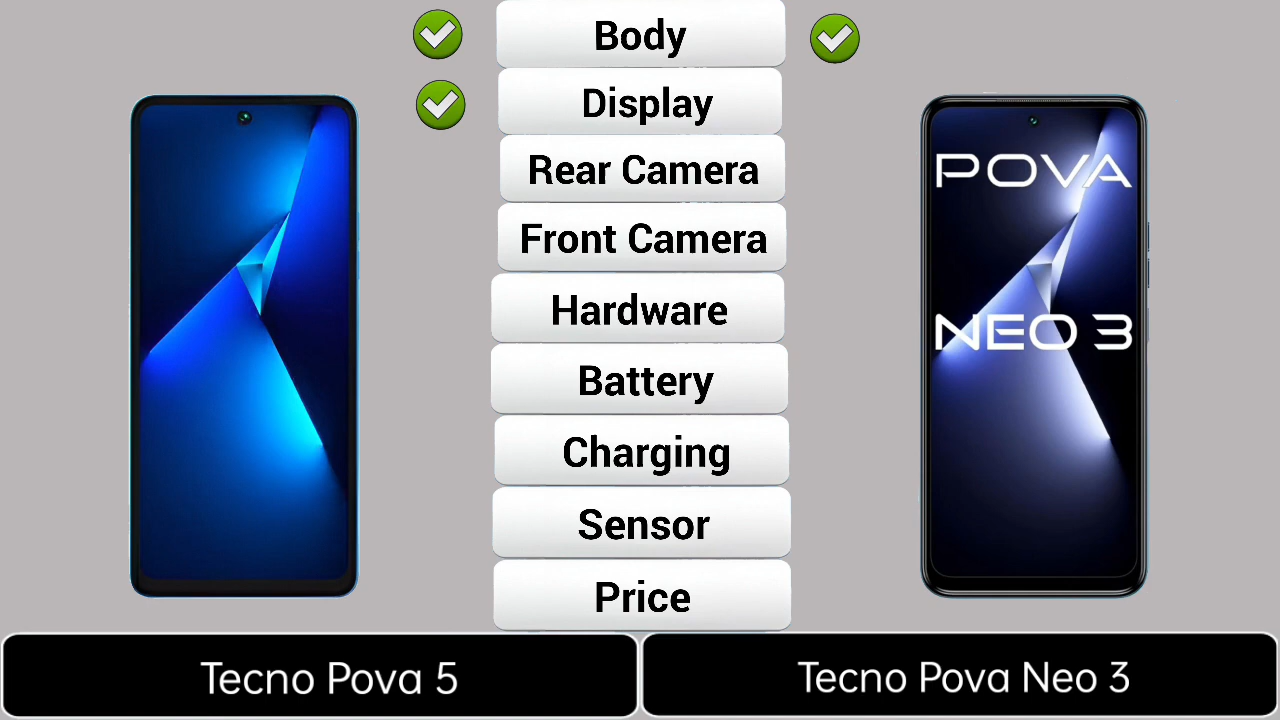 Body
Display
Rear Camera
Front Camera
Hardware
Battery
Charging
Sensor
Price
POVA
NEO 3
Tecno Pova 5
Tecno Pova Neo 3